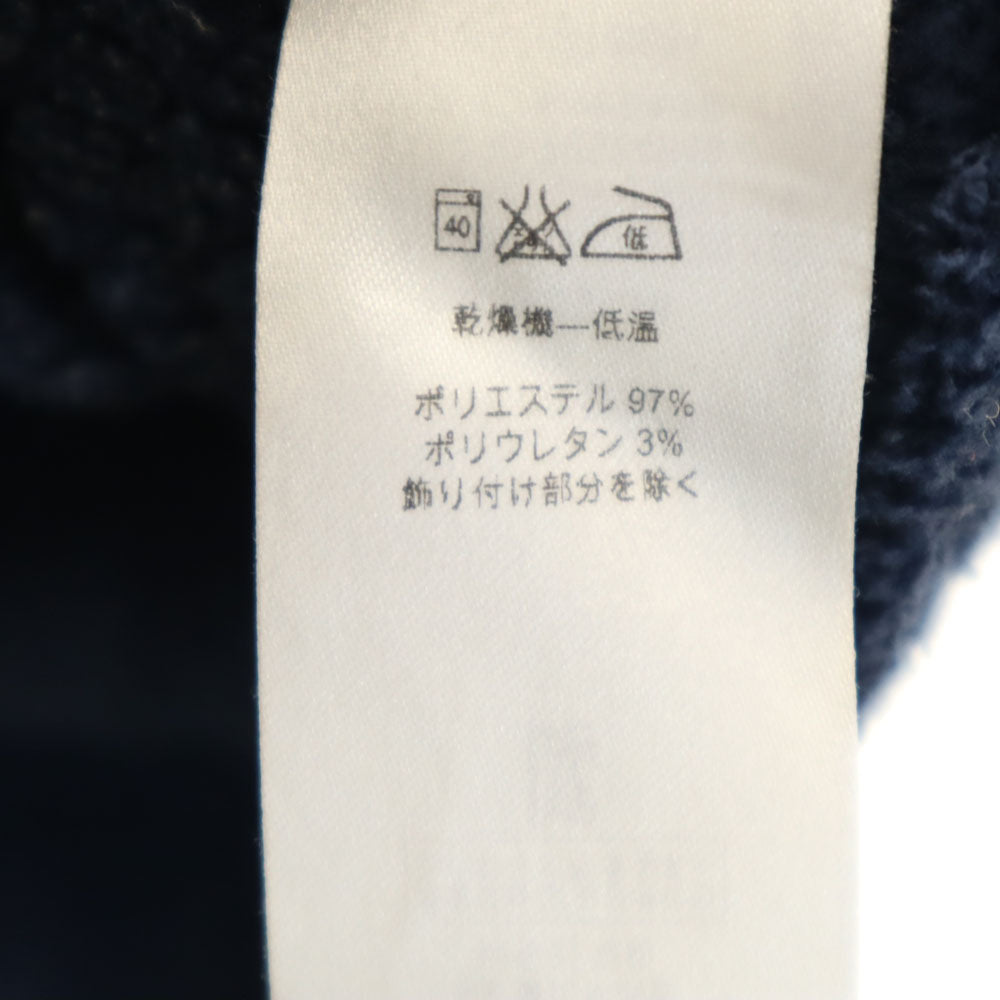 40
低
乾燥機—低温
ポリエステル 97%
ポリウレタン 3%
飾り付け部分を除く